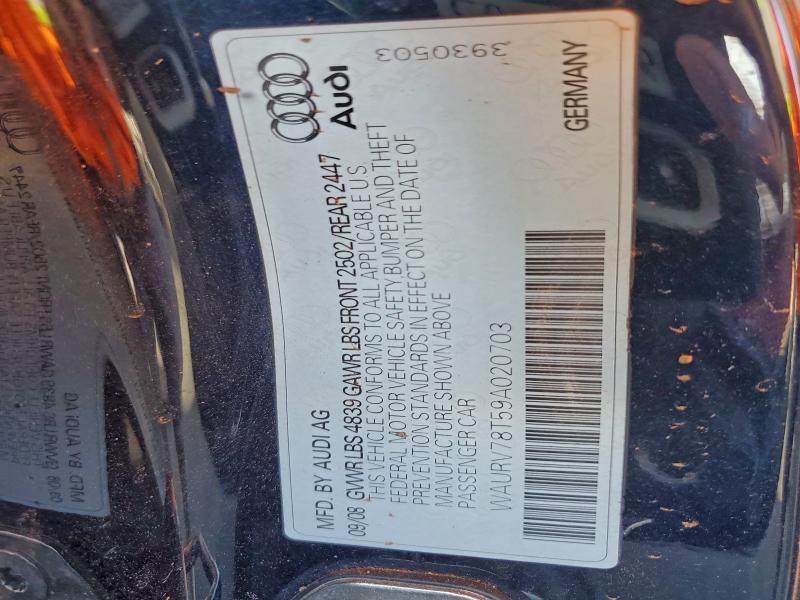 MFD. BY AUDI AG
09/08 GWWR LBS 4839 GAWR LBS FRONT 2502/REAR 2447
THIS VEHICLE CONFORMS TO ALL APPLICABLE U.S.
FEDERAL MOTOR VEHICLE SAFETY BUMPER AND THEFT
PREVENTION STANDARDS IN EFFECT ON THE DATE OF
MANUFACTURE SHOWN ABOVE
PASSENGER CAR
WAURV78T59A020703
Audi
3930503
GERMANY